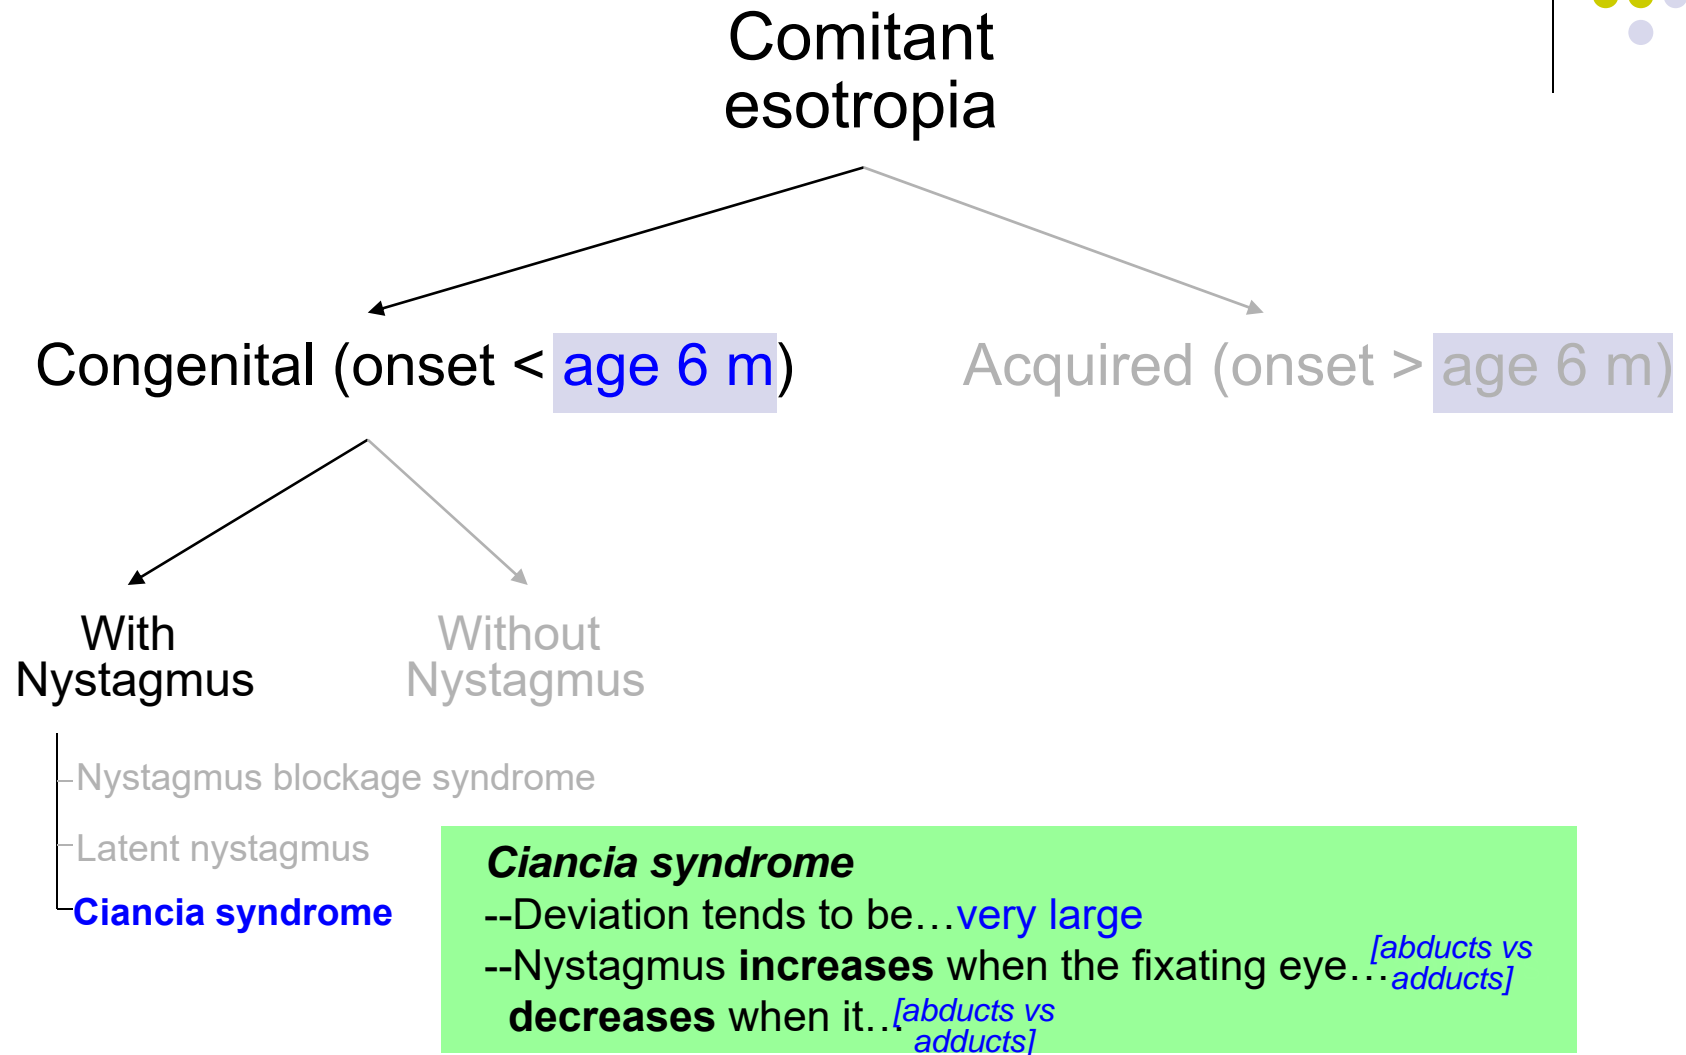 Comitant
esotropia
Congenital (onset < age 6 m)
Acquired (onset > age 6 m)
With
Nystagmus
Without
Nystagmus
Nystagmus blockage syndrome
Latent nystagmus
Ciancia syndrome
Ciancia syndrome
--Deviation tends to be…very large
--Nystagmus increases when the fixating eye…[abducts vs
adducts]
decreases when it…[abducts vs
adducts]